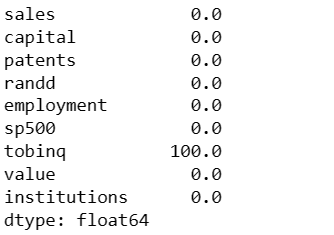 sales 0.0
capital 0.0
patents 0.0
randd 0.0
employment 0.0
sp500 0.0
tobinq 100.0
value 0.0
institutions 0.0
dtype: float64